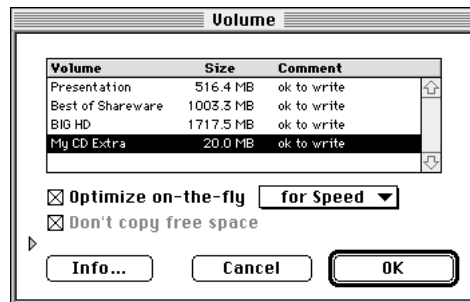 Volume
Volume Size Comment
Presentation 516.4 MB ok to write
Best of Shareware 1003.3 MB ok to write
BIG HD 1717.5 MB ok to write
My CD Extra 20.0 MB ok to write
Optimize on-the-fly for Speed
Don't copy free space
Info... Cancel OK